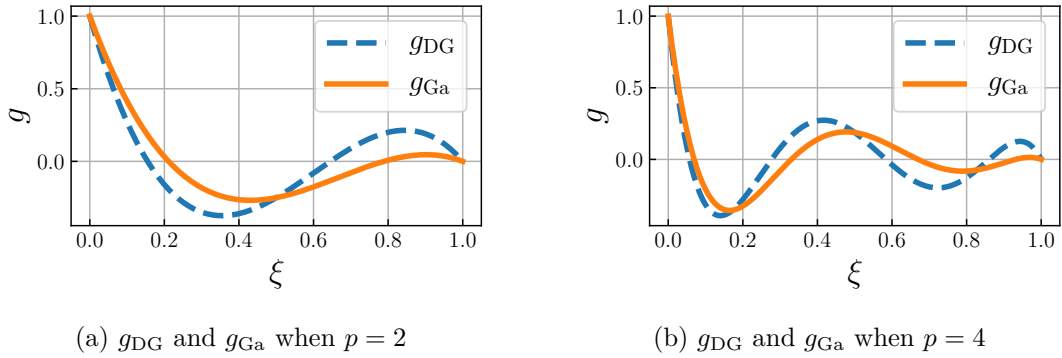 1.0
0.5
0.0
g
g_DG
g_Ga
0.0 0.2 0.4 0.6 0.8 1.0
ξ
(a) g_DG and g_Ga when p = 2
1.0
0.5
0.0
g
g_DG
g_Ga
0.0 0.2 0.4 0.6 0.8 1.0
ξ
(b) g_DG and g_Ga when p = 4